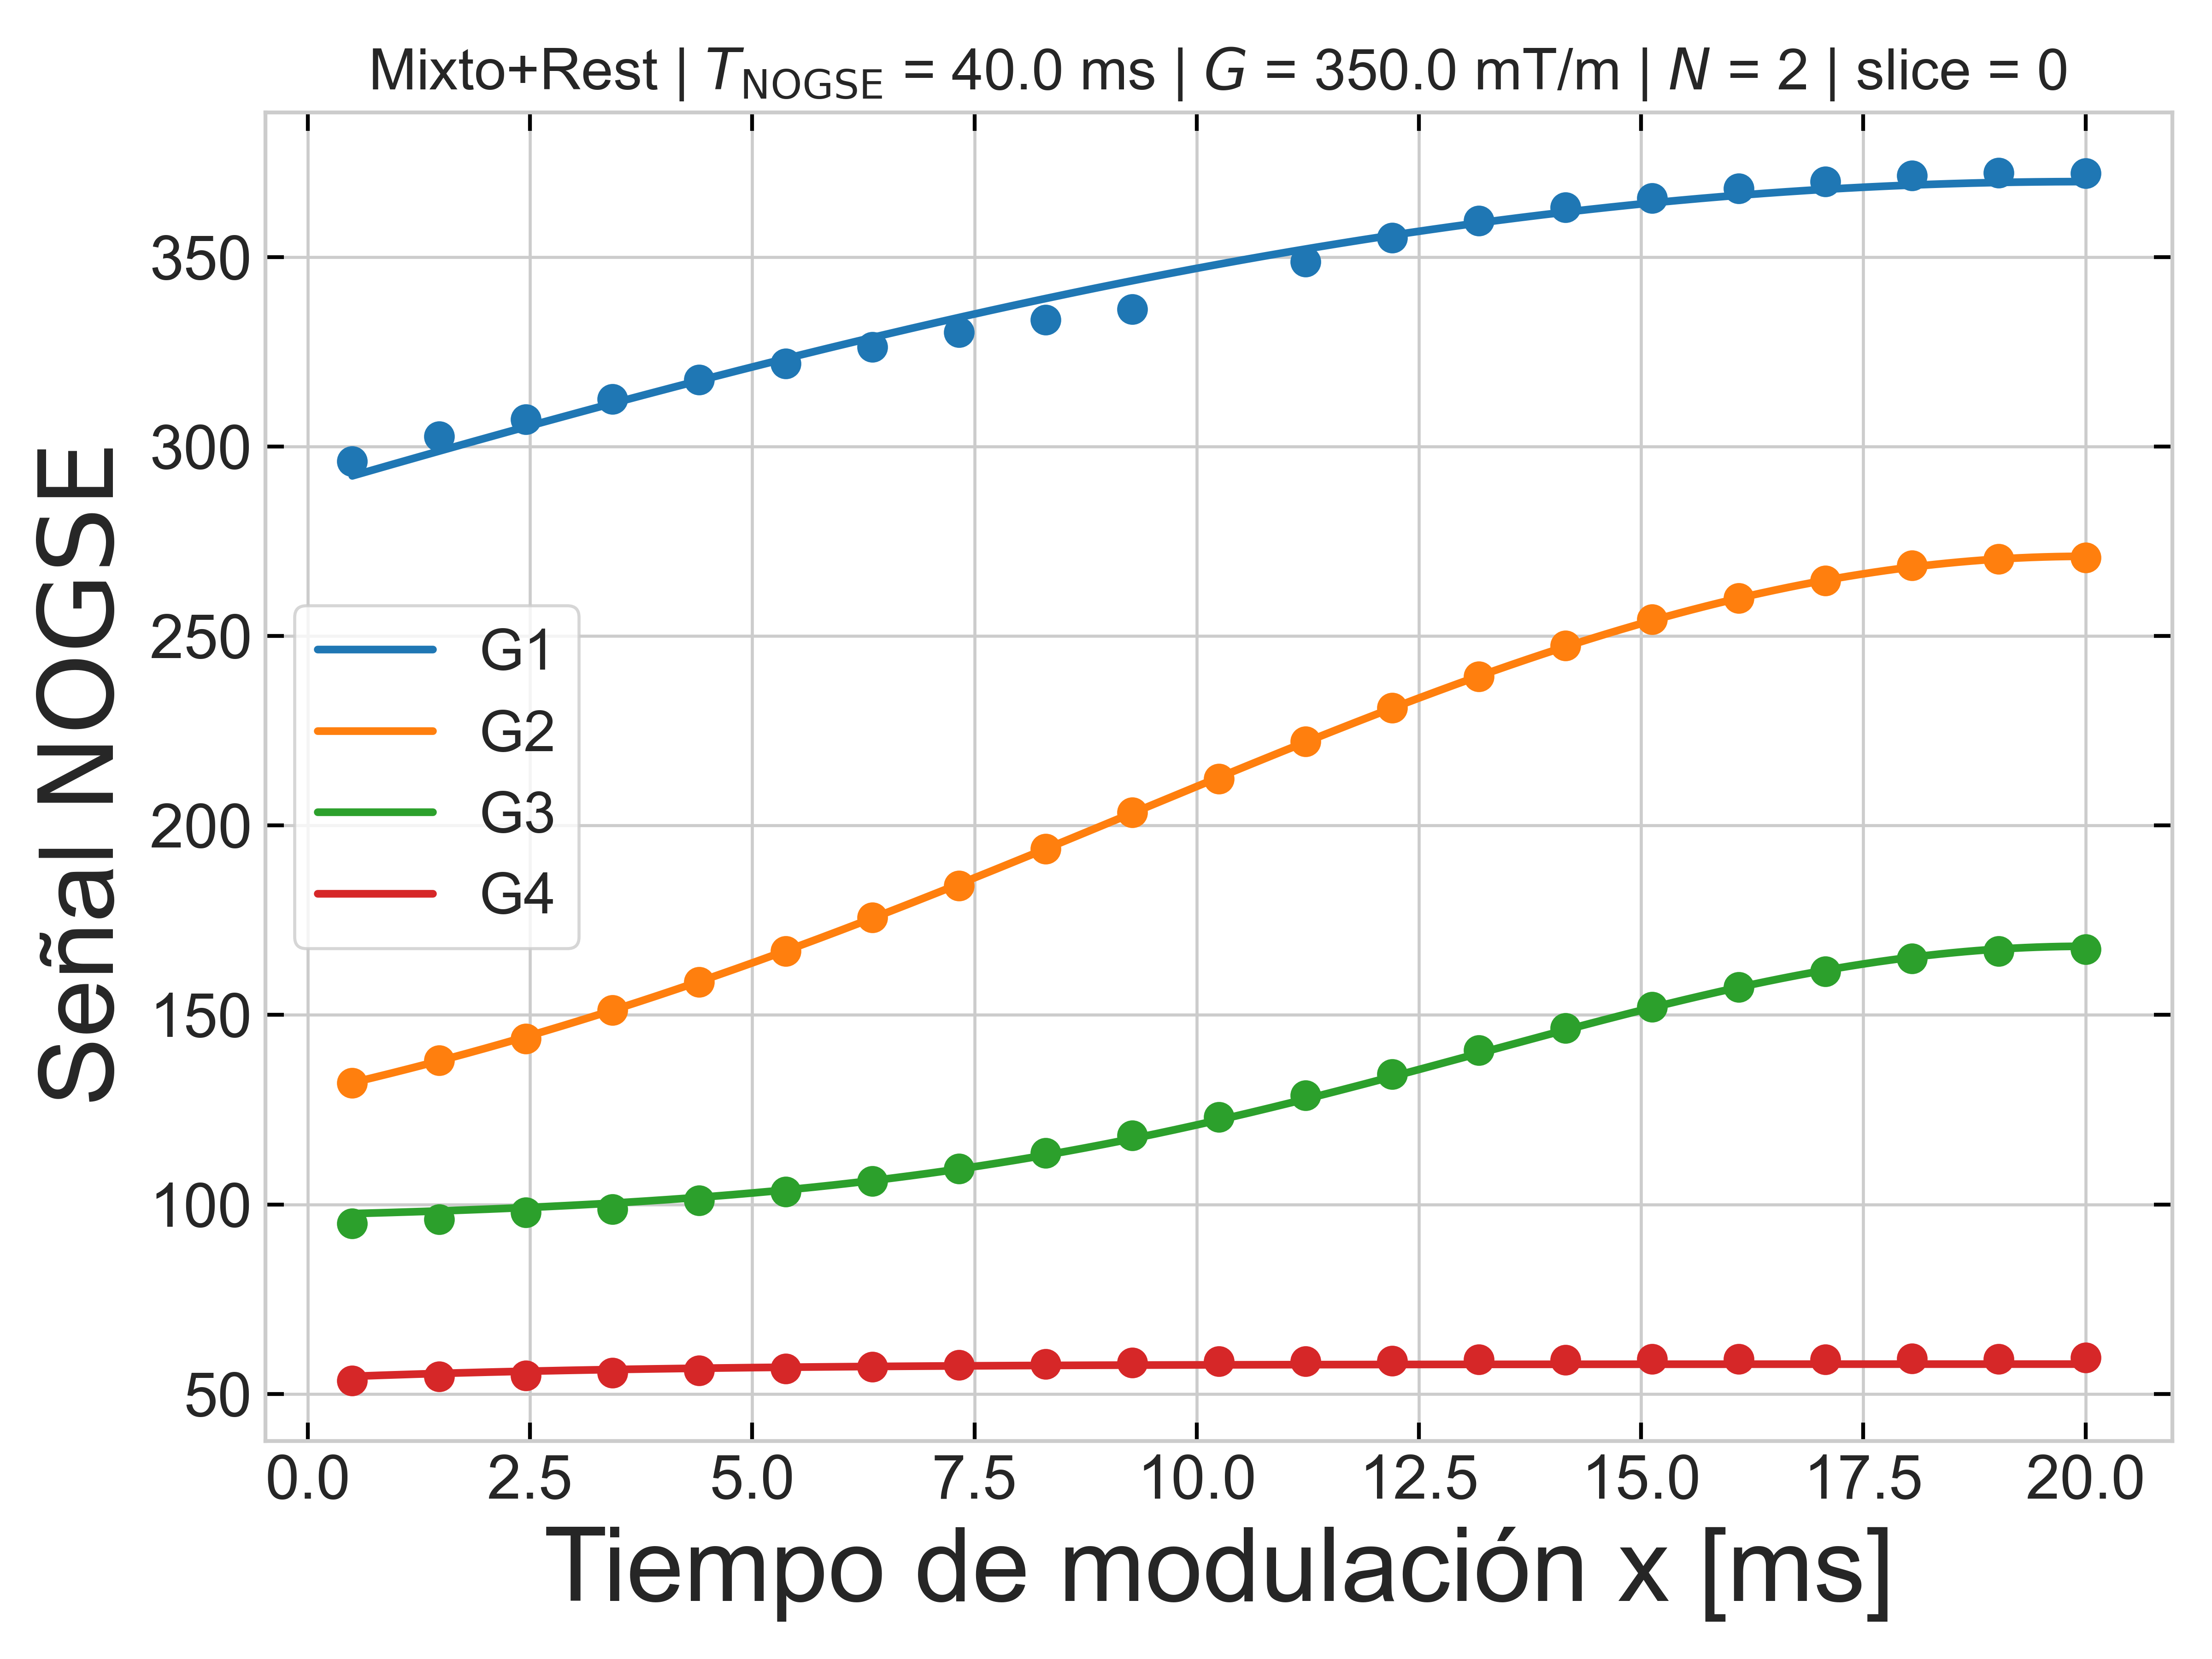 Mixto+Rest | T_NOGSE = 40.0 ms | G = 350.0 mT/m | N = 2 | slice = 0
Señal NOGSE
350
300
250
200
150
100
50
G1
G2
G3
G4
0.0 2.5 5.0 7.5 10.0 12.5 15.0 17.5 20.0
Tiempo de modulación x [ms]